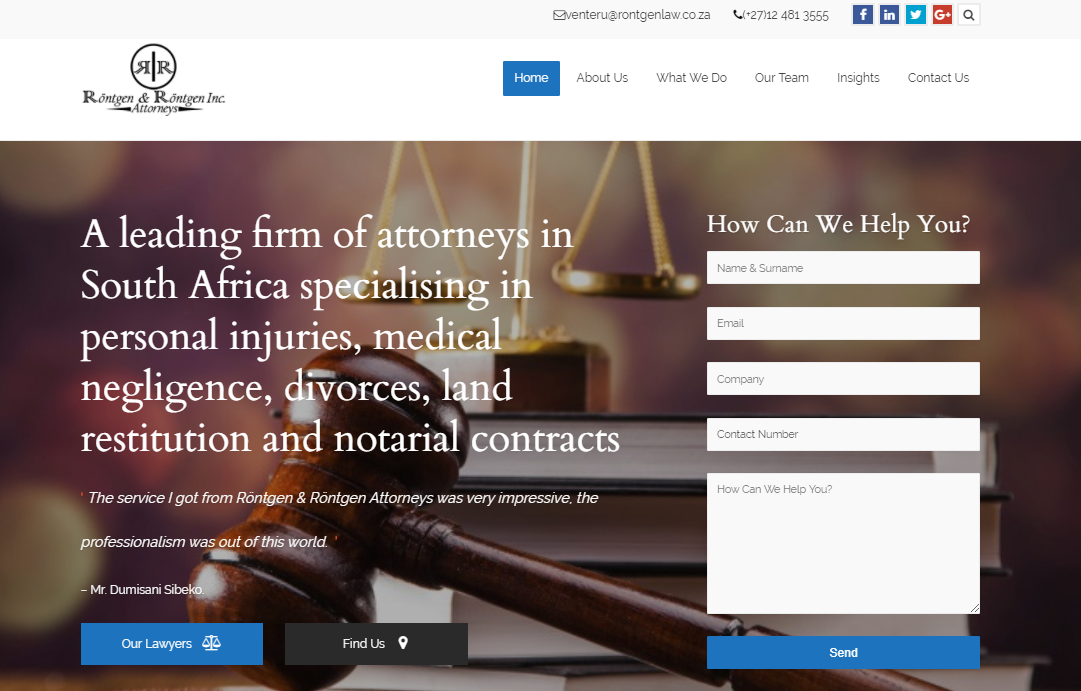 venteru@rontgenlaw.co.za (+27)12 481 3555
RR
Röntgen & Röntgen Inc.
Attorneys
Home About Us What We Do Our Team Insights Contact Us
A leading firm of attorneys in
South Africa specialising in
personal injuries, medical
negligence, divorces, land
restitution and notarial contracts
' The service I got from Röntgen & Röntgen Attorneys was very impressive, the
professionalism was out of this world. '
– Mr. Dumisani Sibeko.
Our Lawyers
Find Us
How Can We Help You?
Name & Surname
Email
Company
Contact Number
How Can We Help You?
Send